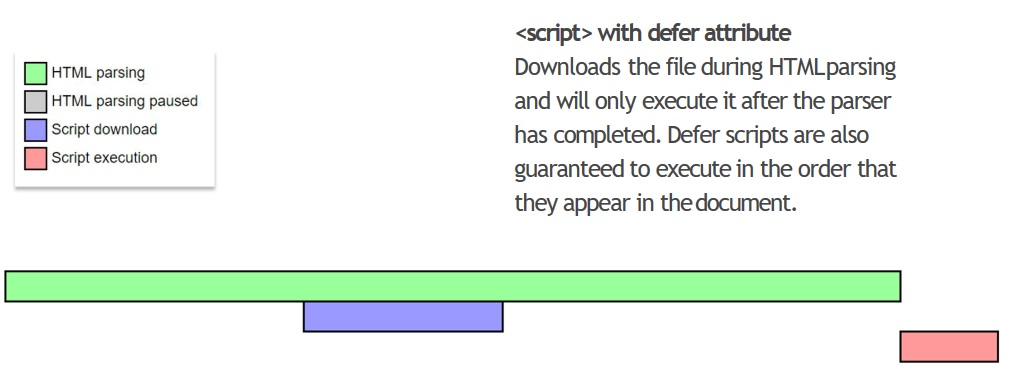 <script> with defer attribute
Downloads the file during HTML parsing
and will only execute it after the parser
has completed. Defer scripts are also
guaranteed to execute in the order that
they appear in the document.
HTML parsing
HTML parsing paused
Script download
Script execution